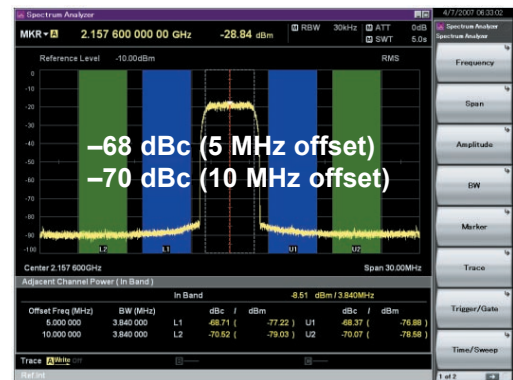 4/7/2007 06:33:02
Spectrum Analyzer
MKR 2.157 600 000 00 GHz -28.84 dBm
RBW 30kHz ATT 0dB
SWT 5.0s
Reference Level -10.00dBm RMS
0
-10
-20
-30
-40
-50
-60
-70
-80
-90
-100
–68 dBc (5 MHz offset)
–70 dBc (10 MHz offset)
L2 L1 U1 U2
Center 2.157 600GHz Span 30.00MHz
Adjacent Channel Power ( In Band )
In Band -8.51 dBm / 3.840MHz
Offset Freq (MHz) BW (MHz) dBc / dBm dBc / dBm
5.000 000 3.840 000 L1 -68.71 ( -77.22 ) U1 -68.37 ( -76.88 )
10.000 000 3.840 000 L2 -70.52 ( -79.03 ) U2 -70.07 ( -78.58 )
Trace Write Off
Ref.Int
Spectrum Analyzer
Spectrum Analyzer
Frequency
Span
Amplitude
BW
Marker
Trace
Trigger/Gate
Time/Sweep
1 of 2